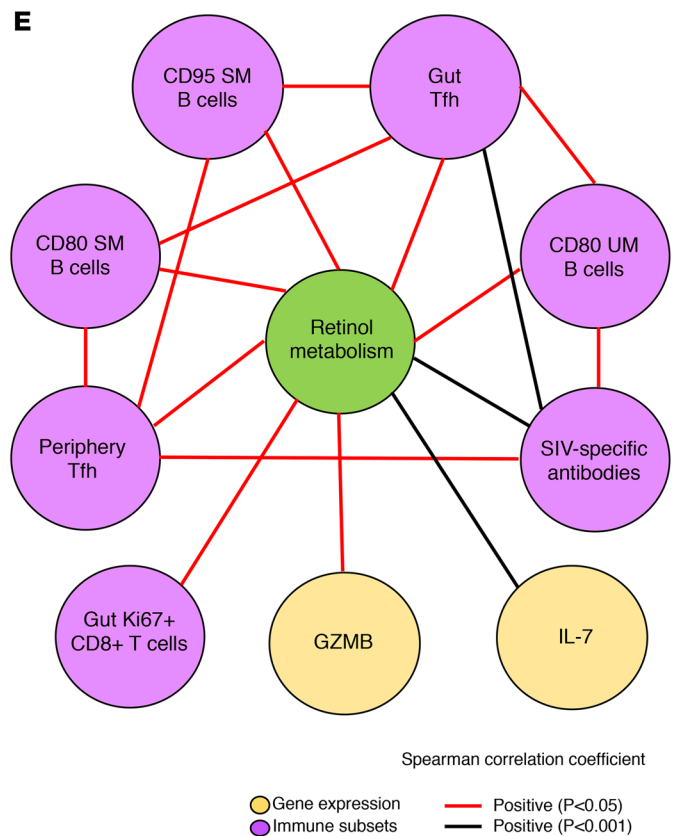 E
CD95 SM
B cells
Gut
Tfh
CD80 SM
B cells
CD80 UM
B cells
Retinol
metabolism
Periphery
Tfh
SIV-specific
antibodies
Gut Ki67+
CD8+ T cells
GZMB
IL-7
Spearman correlation coefficient
Gene expression
Positive (P<0.05)
Immune subsets
Positive (P<0.001)